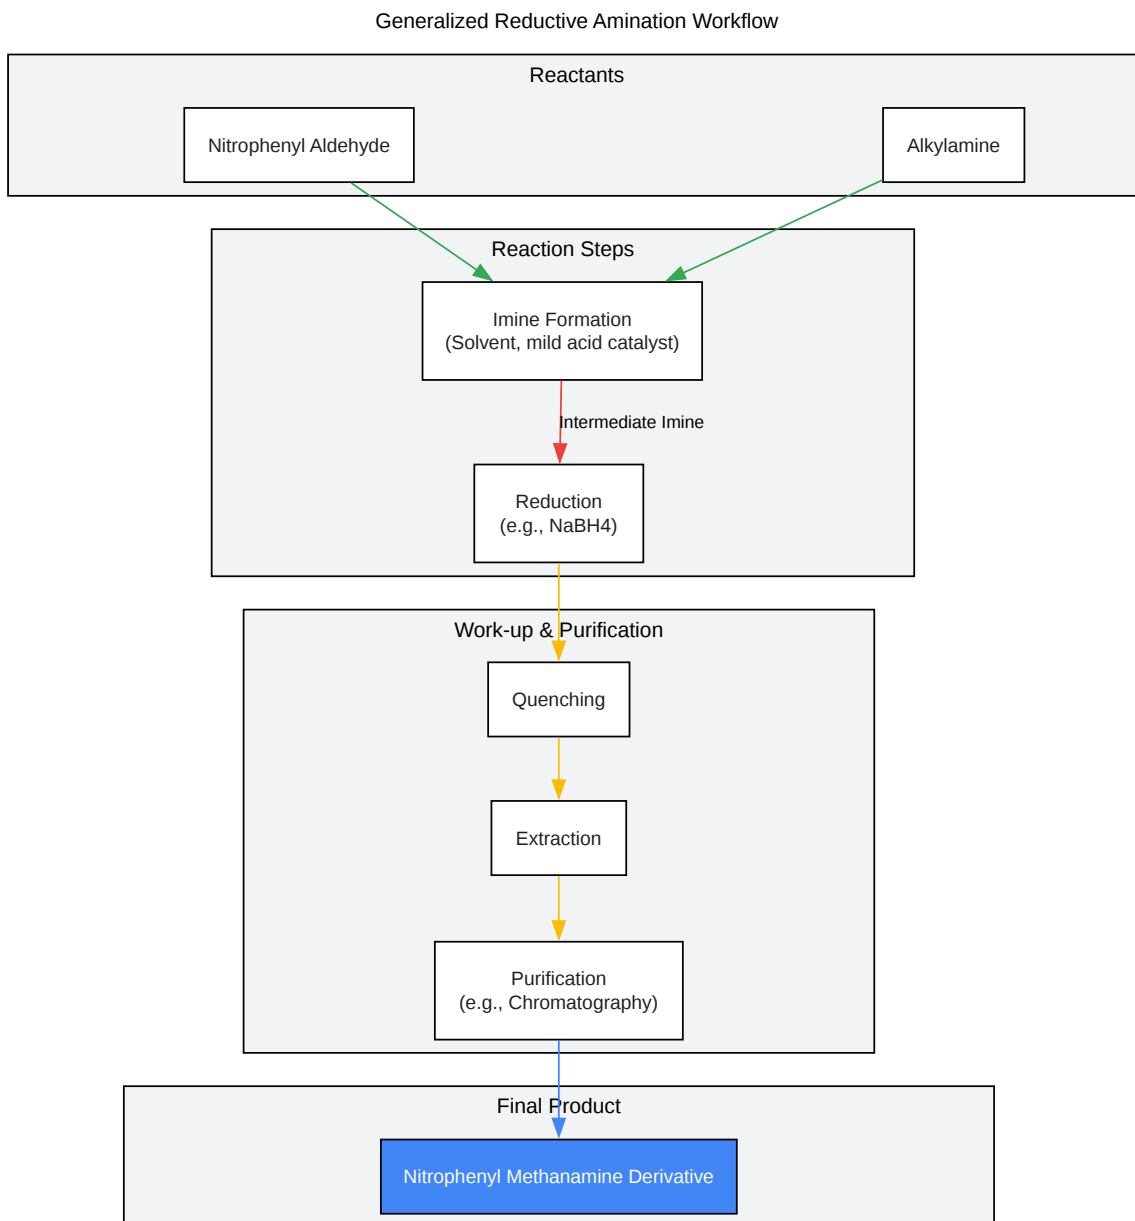 Generalized Reductive Amination Workflow
Reactants
Nitrophenyl Aldehyde
Alkylamine
Reaction Steps
Imine Formation
(Solvent, mild acid catalyst)
Intermediate Imine
Reduction
(e.g., NaBH4)
Work-up & Purification
Quenching
Extraction
Purification
(e.g., Chromatography)
Final Product
Nitrophenyl Methanamine Derivative